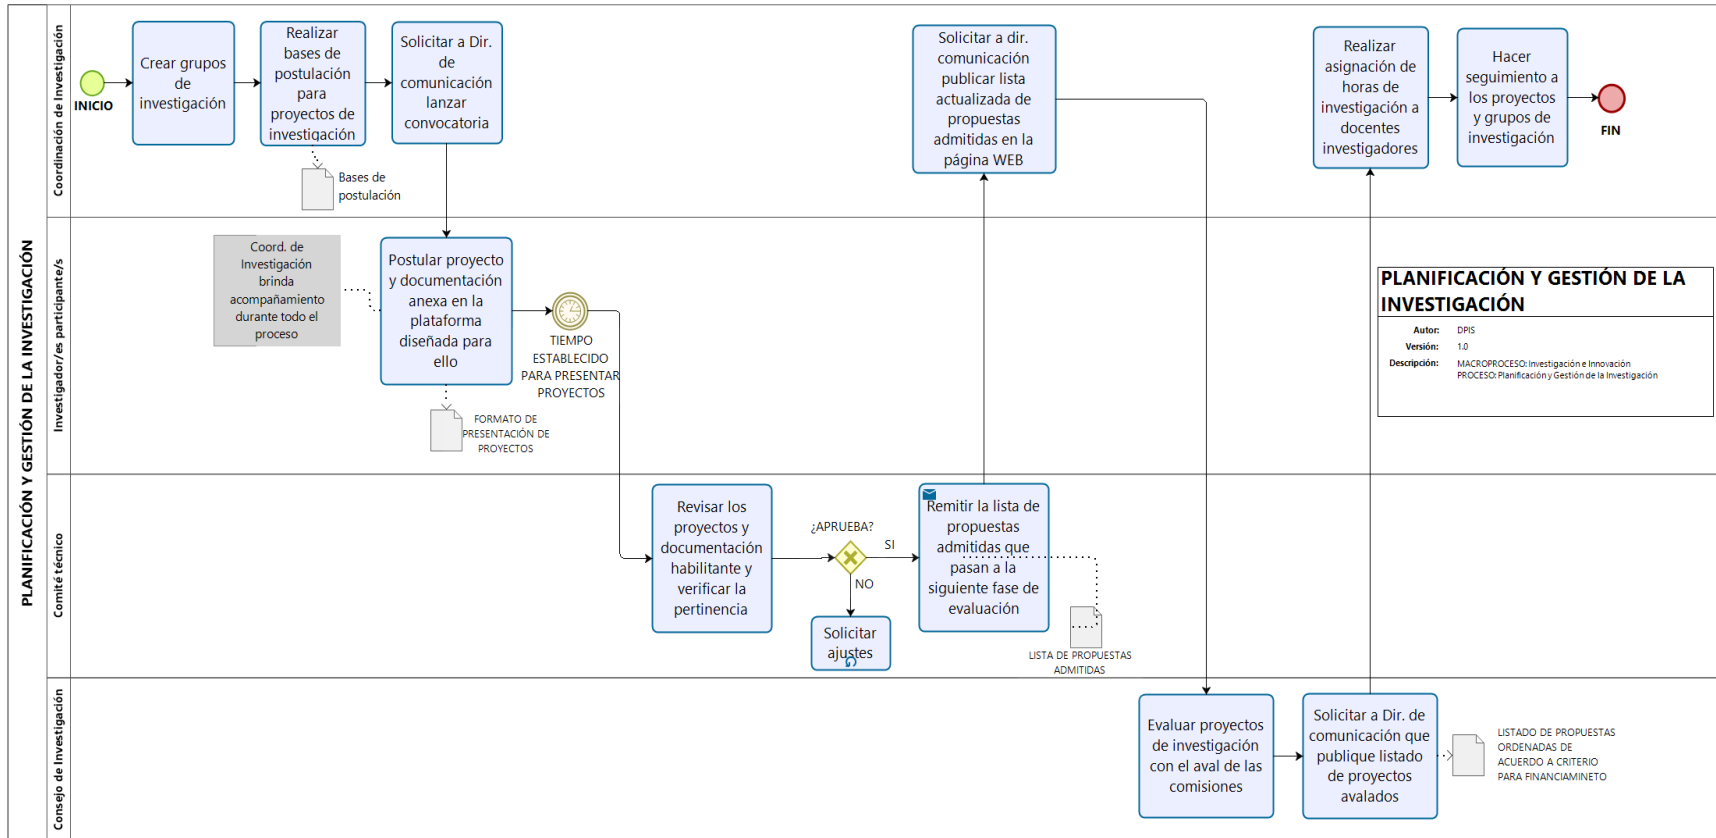 PLANIFICACIÓN Y GESTIÓN DE LA INVESTIGACIÓN
Coordinación de Investigación
INICIO
Crear grupos
de
investigación
Realizar
bases de
postulación
para
proyectos de
investigación
Bases de
postulación
Solicitar a Dir.
de
comunicación
lanzar
convocatoria
Solicitar a dir.
comunicación
publicar lista
actualizada de
propuestas
admitidas en la
página WEB
Realizar
asignación de
horas de
investigación a
docentes
investigadores
Hacer
seguimiento a
los proyectos
y grupos de
investigación
FIN
Investigador/es participante/s
Coord. de
Investigación
brinda
acompañamiento
durante todo el
proceso
Postular proyecto
y documentación
anexa en la
plataforma
diseñada para
ello
FORMATO DE
PRESENTACIÓN DE
PROYECTOS
TIEMPO
ESTABLECIDO
PARA PRESENTAR
PROYECTOS
PLANIFICACIÓN Y GESTIÓN DE LA
INVESTIGACIÓN
Autor: DPIS
Versión: 1.0
Descripción: MACROPROCESO: Investigación e Innovación
PROCESO: Planificación y Gestión de la Investigación
Comité técnico
Revisar los
proyectos y
documentación
habilitante y
verificar la
pertinencia
¿APRUEBA?
SI
NO
Solicitar
ajustes
Remitir la lista de
propuestas
admitidas que
pasan a la
siguiente fase de
evaluación
LISTA DE PROPUESTAS
ADMITIDAS
Consejo de Investigación
Evaluar proyectos
de investigación
con el aval de las
comisiones
Solicitar a Dir. de
comunicación que
publique listado
de proyectos
avalados
LISTADO DE PROPUESTAS
ORDENADAS DE
ACUERDO A CRITERIO
PARA FINANCIAMINETO